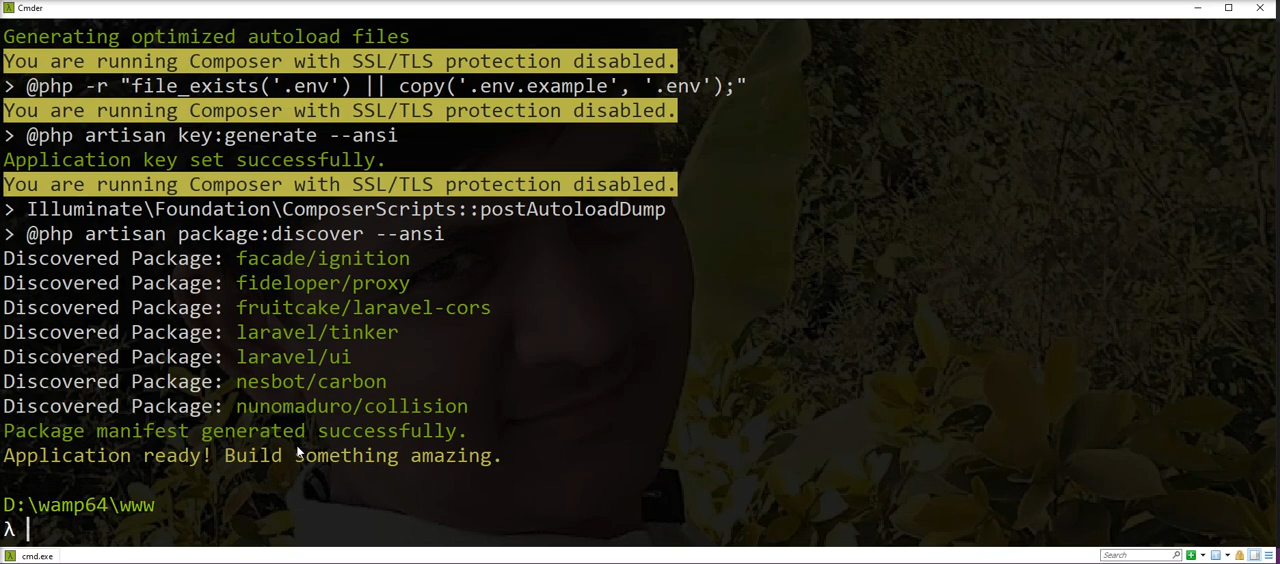 Cmder
Generating optimized autoload files
You are running Composer with SSL/TLS protection disabled.
> @php -r "file_exists('.env') || copy('.env.example', '.env');"
You are running Composer with SSL/TLS protection disabled.
> @php artisan key:generate --ansi
Application key set successfully.
You are running Composer with SSL/TLS protection disabled.
> Illuminate\Foundation\ComposerScripts::postAutoloadDump
> @php artisan package:discover --ansi
Discovered Package: facade/ignition
Discovered Package: fideloper/proxy
Discovered Package: fruitcake/laravel-cors
Discovered Package: laravel/tinker
Discovered Package: laravel/ui
Discovered Package: nesbot/carbon
Discovered Package: nunomaduro/collision
Package manifest generated successfully.
Application ready! Build something amazing.
D:\wamp64\www
λ
cmd.exe Search